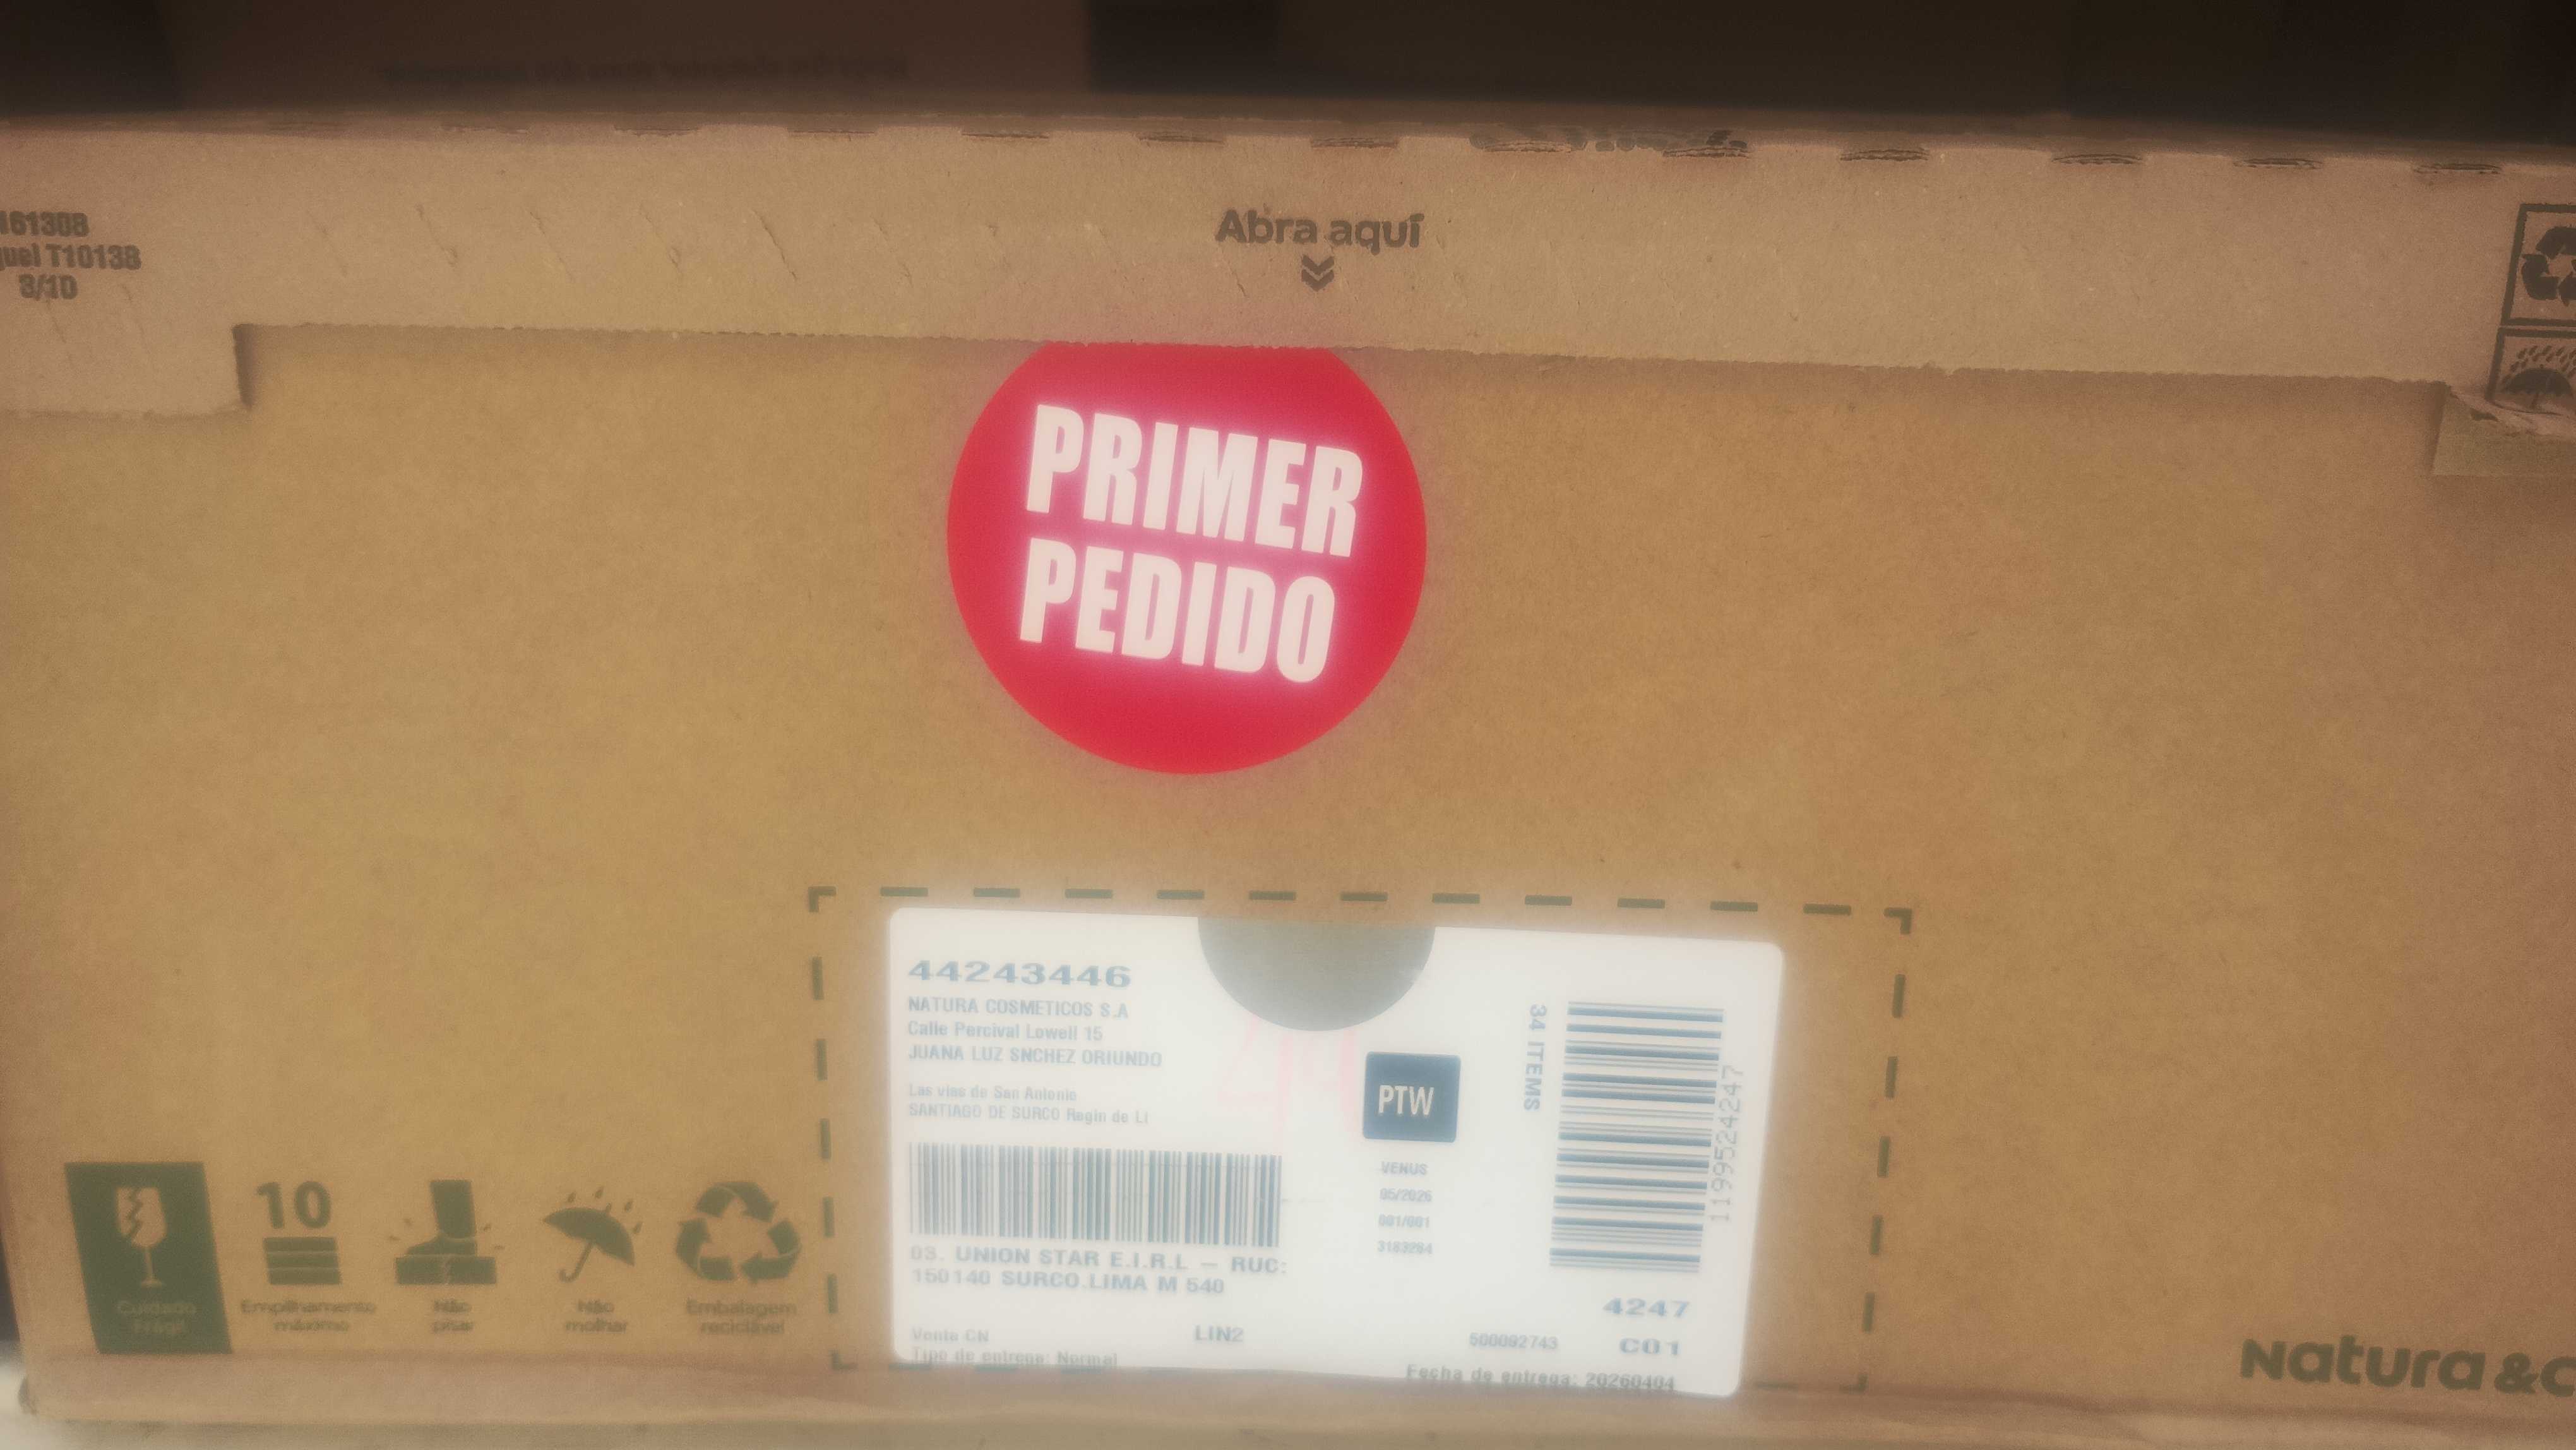 161308
T10138
3/10
Abra aquí
PRIMER
PEDIDO
44243446
NATURA COSMETICOS S.A
Calle Percival Lowell 15
JUANA LUZ SNCHEZ ORIUNDO
Las vias de San Antonio
SANTIAGO DE SURCO Regin de Li
03. UNION STAR E.I.R.L – RUC:
150140 SURCO.LIMA M 540
Venta CN
LIN2
Tipo de entrega: Normal
PTW
VENUS
05/2026
001/001
3183284
34 ITEMS
119952424​7
4247
500002743
C01
Fecha de entrega: 20260404
Cuidado
Frágil
10
Empilhamento
máximo
Não
pisar
Não
molhar
Embalagem
reciclável
Natura &c